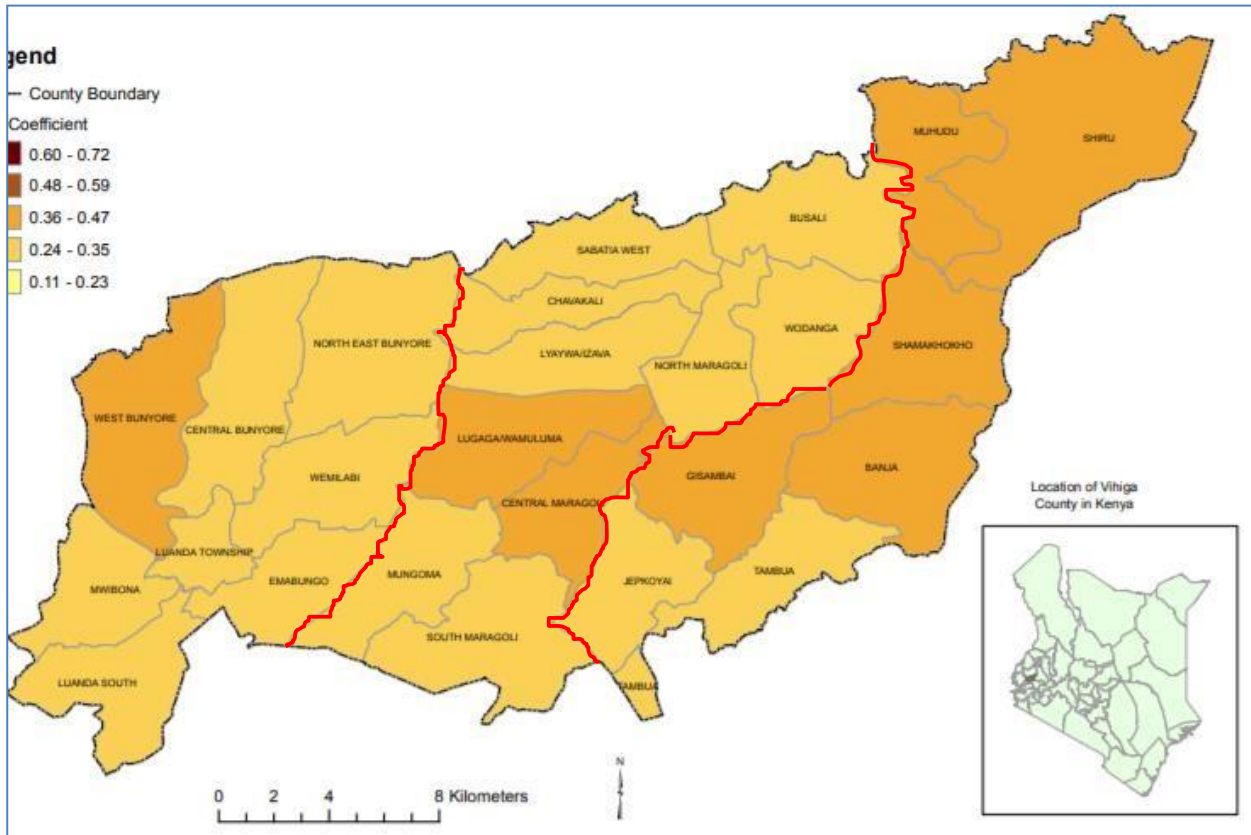 gend
County Boundary
Coefficient
0.60 - 0.72
0.48 - 0.59
0.36 - 0.47
0.24 - 0.35
0.11 - 0.23
MUHUDU
SHIRU
BUSALI
SABATIA WEST
CHAVAKALI
WODANGA
NORTH EAST BUNYORE
LYAYWA/IZAVA
SHAMAKHOKHO
NORTH MARAGOLI
WEST BUNYORE
CENTRAL BUNYORE
LUGAGA/WAMULUMA
WEMILABI
GISAMBAI
BANJA
CENTRAL MARAGOL
LUANDA TOWNSHIP
MUNGOMA
EMABUNGO
JEPKOYAI
TAMBUA
MWIBONA
SOUTH MARAGOLI
LUANDA SOUTH
TAMBUA
Location of Vihiga
County in Kenya
N
0 2 4 8 Kilometers